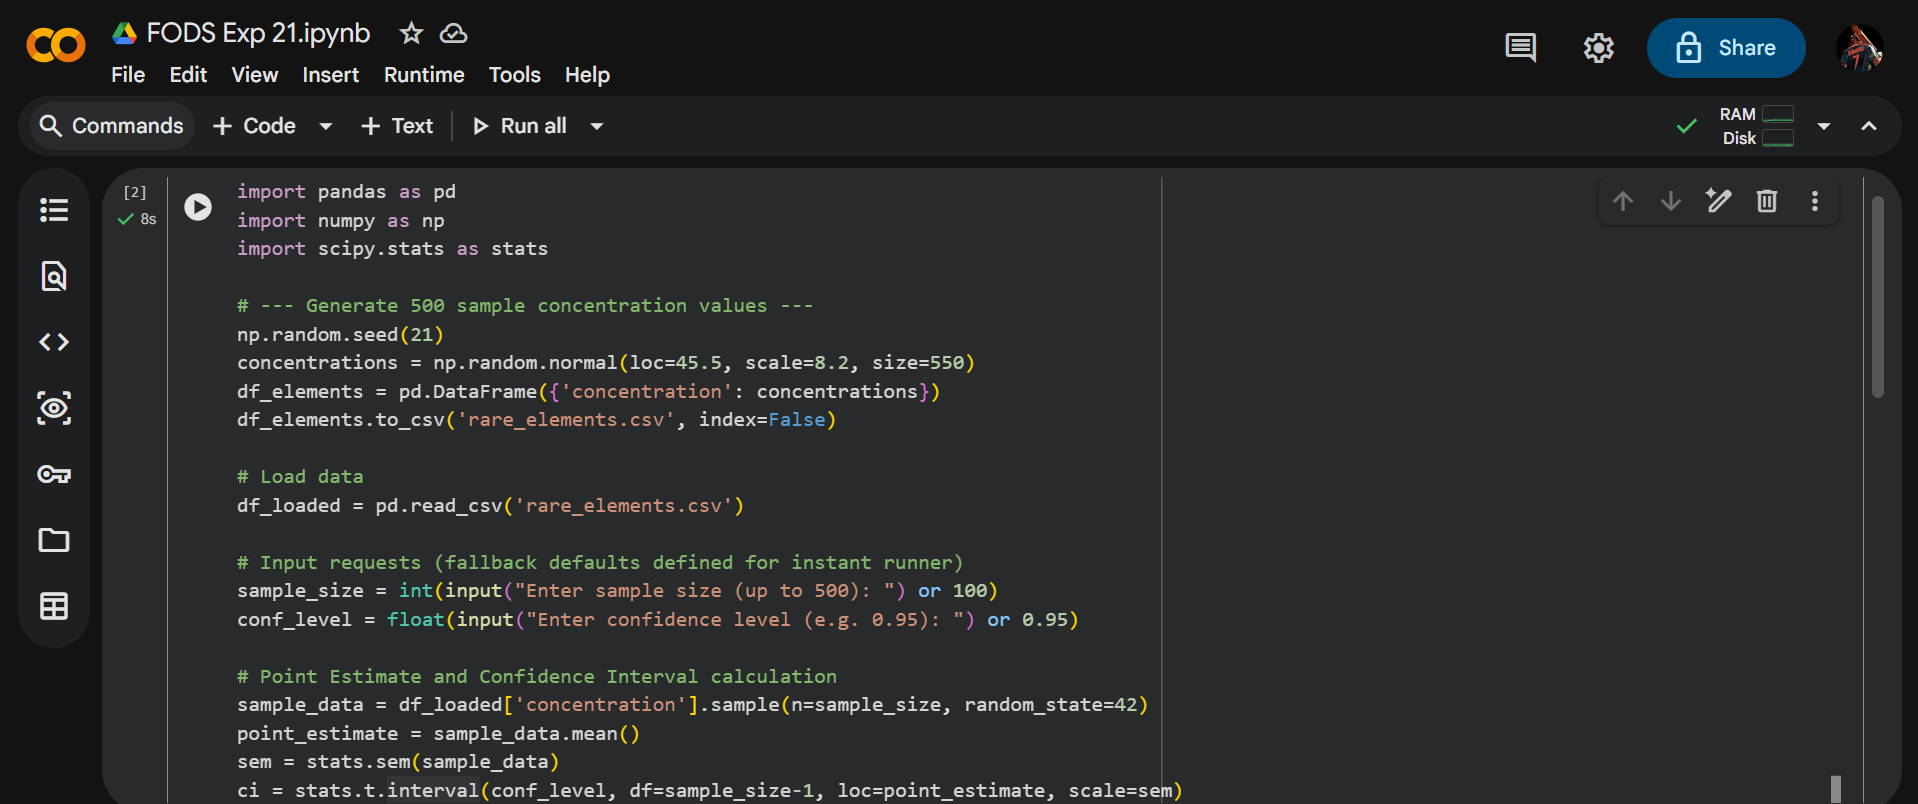 FODS Exp 21.ipynb
File Edit View Insert Runtime Tools Help
Share
Commands + Code + Text Run all
RAM
Disk
[2]
8s
import pandas as pd
import numpy as np
import scipy.stats as stats
# --- Generate 500 sample concentration values ---
np.random.seed(21)
concentrations = np.random.normal(loc=45.5, scale=8.2, size=550)
df_elements = pd.DataFrame({'concentration': concentrations})
df_elements.to_csv('rare_elements.csv', index=False)
# Load data
df_loaded = pd.read_csv('rare_elements.csv')
# Input requests (fallback defaults defined for instant runner)
sample_size = int(input("Enter sample size (up to 500): ") or 100)
conf_level = float(input("Enter confidence level (e.g. 0.95): ") or 0.95)
# Point Estimate and Confidence Interval calculation
sample_data = df_loaded['concentration'].sample(n=sample_size, random_state=42)
point_estimate = sample_data.mean()
sem = stats.sem(sample_data)
ci = stats.t.interval(conf_level, df=sample_size-1, loc=point_estimate, scale=sem)